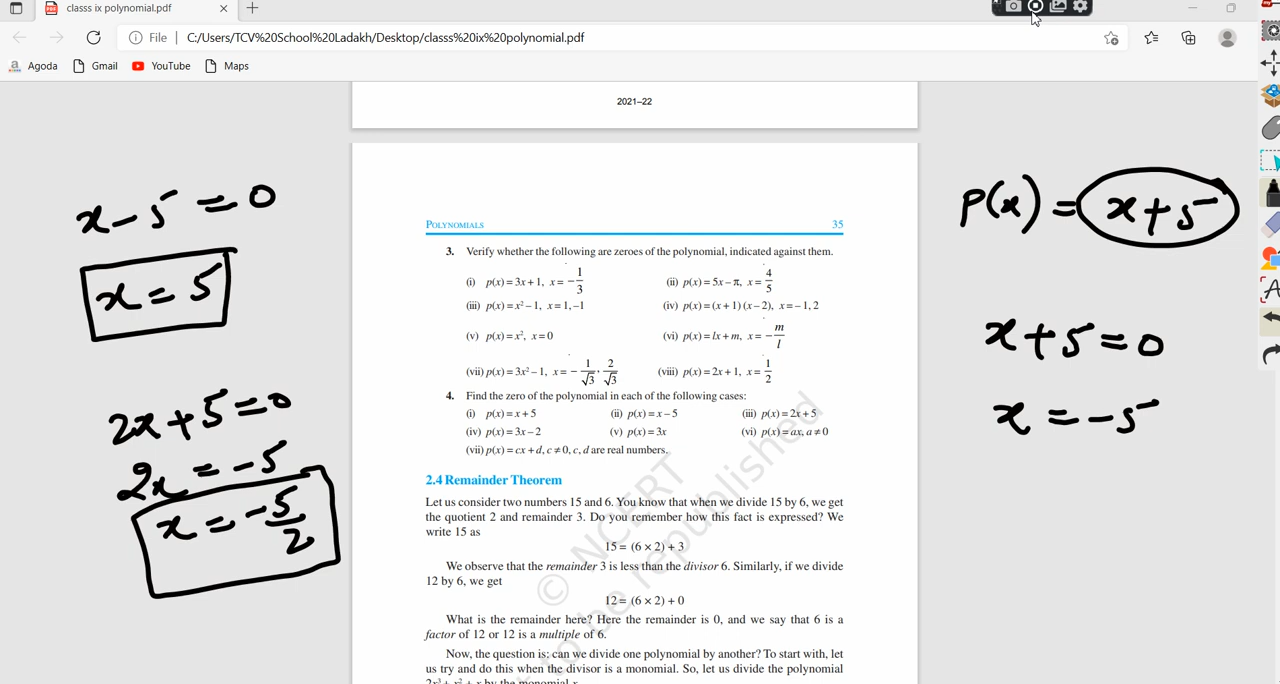 classs ix polynomial.pdf
File | C:/Users/TCV%20School%20Ladakh/Desktop/classs%20ix%20polynomial.pdf
Agoda Gmail YouTube Maps
2021–22
POLYNOMIALS 35
3. Verify whether the following are zeroes of the polynomial, indicated against them.
(i) p(x) = 3x + 1, x = −1/3 (ii) p(x) = 5x – π, x = 4/5
(iii) p(x) = x² – 1, x = 1, –1 (iv) p(x) = (x + 1) (x – 2), x = – 1, 2
(v) p(x) = x², x = 0 (vi) p(x) = lx + m, x = −m/l
(vii) p(x) = 3x² – 1, x = −1/√3, 2/√3 (viii) p(x) = 2x + 1, x = 1/2
4. Find the zero of the polynomial in each of the following cases:
(i) p(x) = x + 5 (ii) p(x) = x – 5 (iii) p(x) = 2x + 5
(iv) p(x) = 3x – 2 (v) p(x) = 3x (vi) p(x) = ax, a ≠ 0
(vii) p(x) = cx + d, c ≠ 0, c, d are real numbers.
2.4 Remainder Theorem
Let us consider two numbers 15 and 6. You know that when we divide 15 by 6, we get
the quotient 2 and remainder 3. Do you remember how this fact is expressed? We
write 15 as
15 = (6 × 2) + 3
We observe that the remainder 3 is less than the divisor 6. Similarly, if we divide
12 by 6, we get
12 = (6 × 2) + 0
What is the remainder here? Here the remainder is 0, and we say that 6 is a
factor of 12 or 12 is a multiple of 6.
Now, the question is: can we divide one polynomial by another? To start with, let
us try and do this when the divisor is a monomial. So, let us divide the polynomial
© NCERT
to be republished
x − 5 = 0
x = 5
2x + 5 = 0
2x = −5
x = −5/2
P(x) = x + 5
x + 5 = 0
x = −5